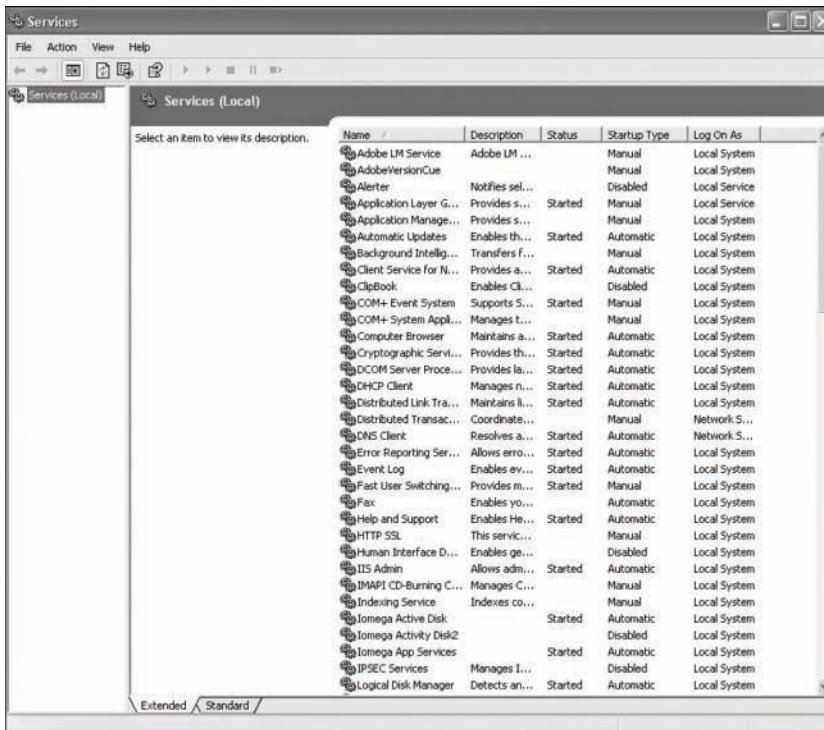 Services
File Action View Help
Services (Local)
Services (Local)
Select an item to view its description.
Name Description Status Startup Type Log On As
Adobe LM Service Adobe LM ... Manual Local System
AdobeVersionCue Manual Local System
Alerter Notifies sel... Disabled Local Service
Application Layer G... Provides s... Started Manual Local Service
Application Manage... Provides s... Manual Local System
Automatic Updates Enables th... Started Automatic Local System
Background Intellig... Transfers f... Manual Local System
Client Service for N... Provides a... Started Automatic Local System
ClipBook Enables Cli... Disabled Local System
COM+ Event System Supports S... Started Manual Local System
COM+ System Appli... Manages t... Manual Local System
Computer Browser Maintains a... Started Automatic Local System
Cryptographic Servi... Provides th... Started Automatic Local System
DCOM Server Proce... Provides la... Started Automatic Local System
DHCP Client Manages n... Started Automatic Local System
Distributed Link Tra... Maintains li... Started Automatic Local System
Distributed Transac... Coordinate... Manual Network S...
DNS Client Resolves a... Started Automatic Network S...
Error Reporting Ser... Allows erro... Started Automatic Local System
Event Log Enables ev... Started Automatic Local System
Fast User Switching... Provides m... Started Manual Local System
Fax Enables yo... Automatic Local System
Help and Support Enables He... Started Automatic Local System
HTTP SSL This servic... Manual Local System
Human Interface D... Enables ge... Disabled Local System
IIS Admin Allows adm... Started Automatic Local System
IMAPI CD-Burning C... Manages C... Manual Local System
Indexing Service Indexes co... Manual Local System
Iomega Active Disk Started Automatic Local System
Iomega Activity Disk2 Disabled Local System
Iomega App Services Started Automatic Local System
IPSEC Services Manages I... Disabled Local System
Logical Disk Manager Detects an... Started Automatic Local System
Extended Standard